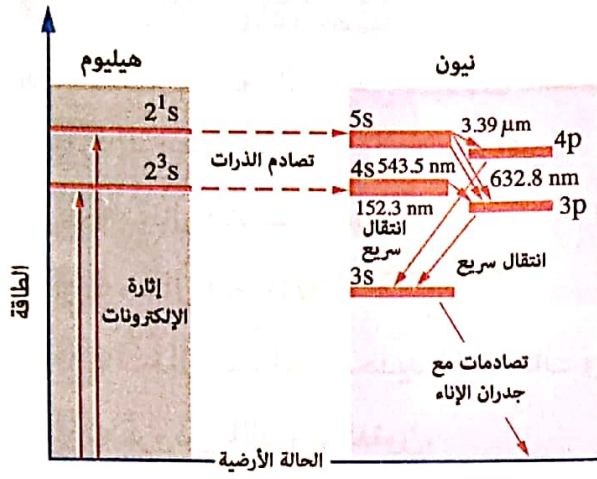 هيليوم
نيون
2¹s
5s
3.39 µm
4p
تصادم الذرات
2³s
4s
543.5 nm
632.8 nm
152.3 nm
3p
انتقال
سريع
انتقال سريع
3s
إثارة
الإلكترونات
الطاقة
تصادمات مع
جدران الإناء
الحالة الأرضية